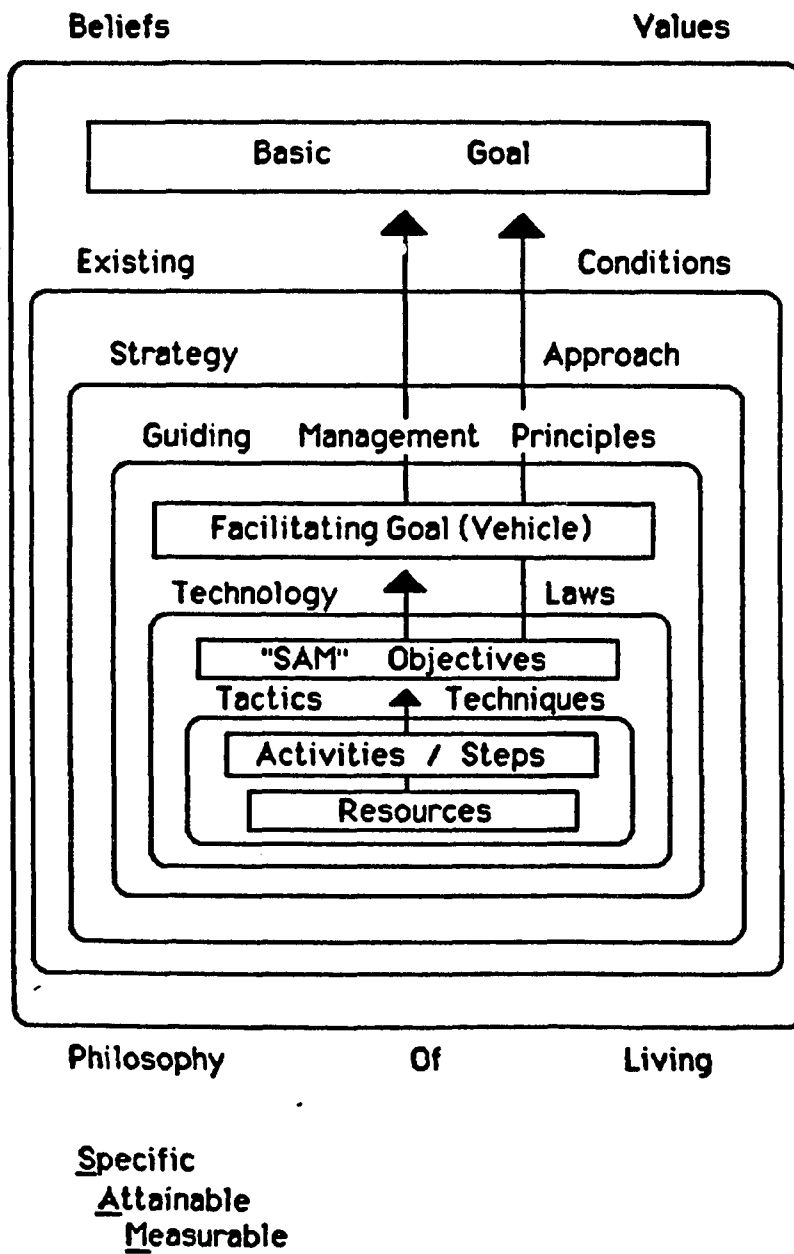 Beliefs Values
Basic Goal
Existing Conditions
Strategy Approach
Guiding Management Principles
Facilitating Goal (Vehicle)
Technology Laws
"SAM" Objectives
Tactics Techniques
Activities / Steps
Resources
Philosophy Of Living
Specific
Attainable
Measurable